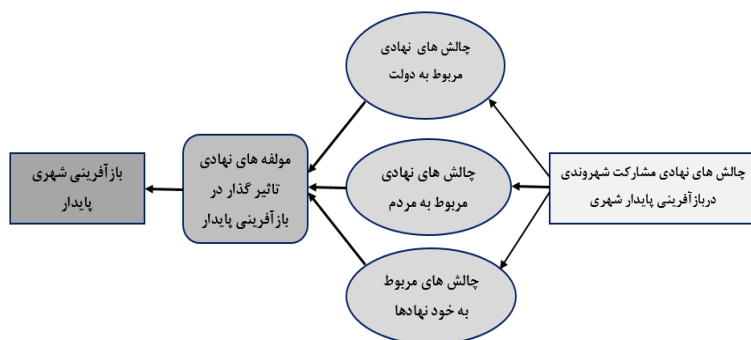 چالش های نهادی مشارکت شهروندی
دربازآفرینی پایدار شهری
چالش های نهادی
مربوط به دولت
چالش های نهادی
مربوط به مردم
چالش های مربوط
به خود نهادها
مولفه های نهادی
تاثیر گذار در
بازآفرینی پایدار
بازآفرینی شهری
پایدار